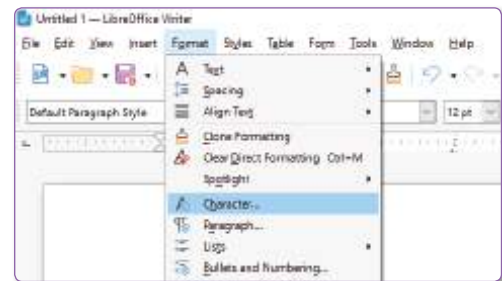 Untitled 1 — LibreOffice Writer
File Edit View Insert Format Styles Table Form Tools Window Help
Text
Default Paragraph Style Spacing 12 pt
Align Text
Clone Formatting
Clear Direct Formatting Ctrl+M
Spotlight
Character...
Paragraph...
Lists
Bullets and Numbering...